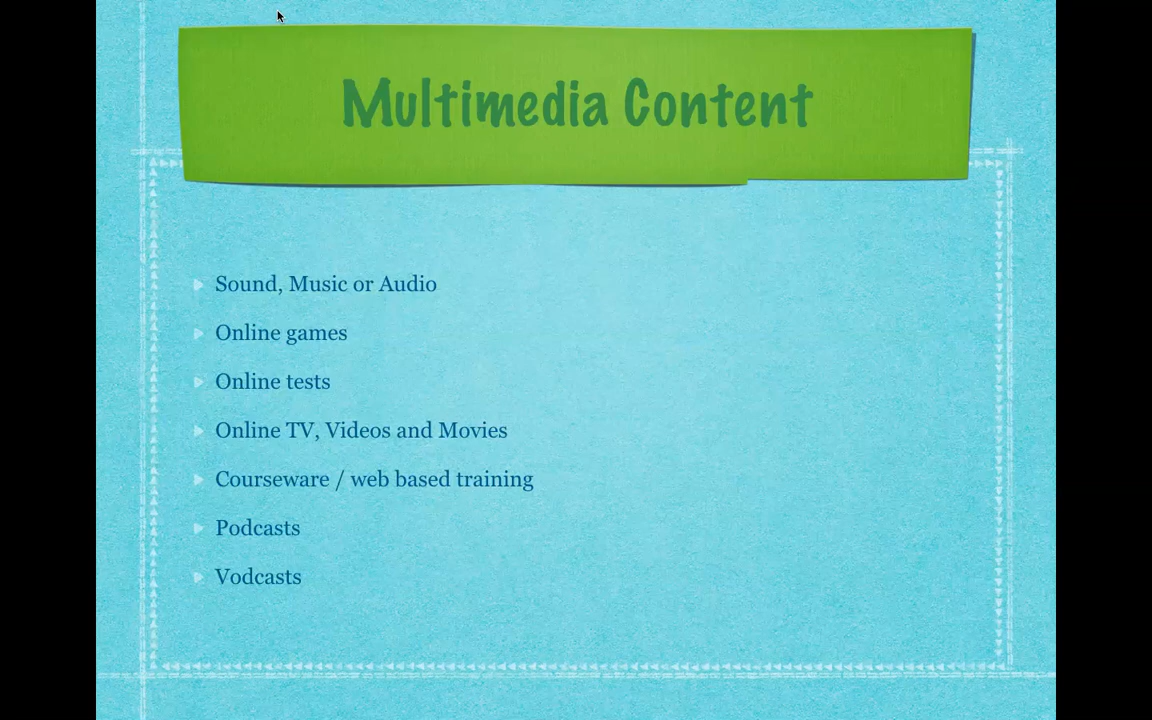 Multimedia Content
Sound, Music or Audio
Online games
Online tests
Online TV, Videos and Movies
Courseware / web based training
Podcasts
Vodcasts